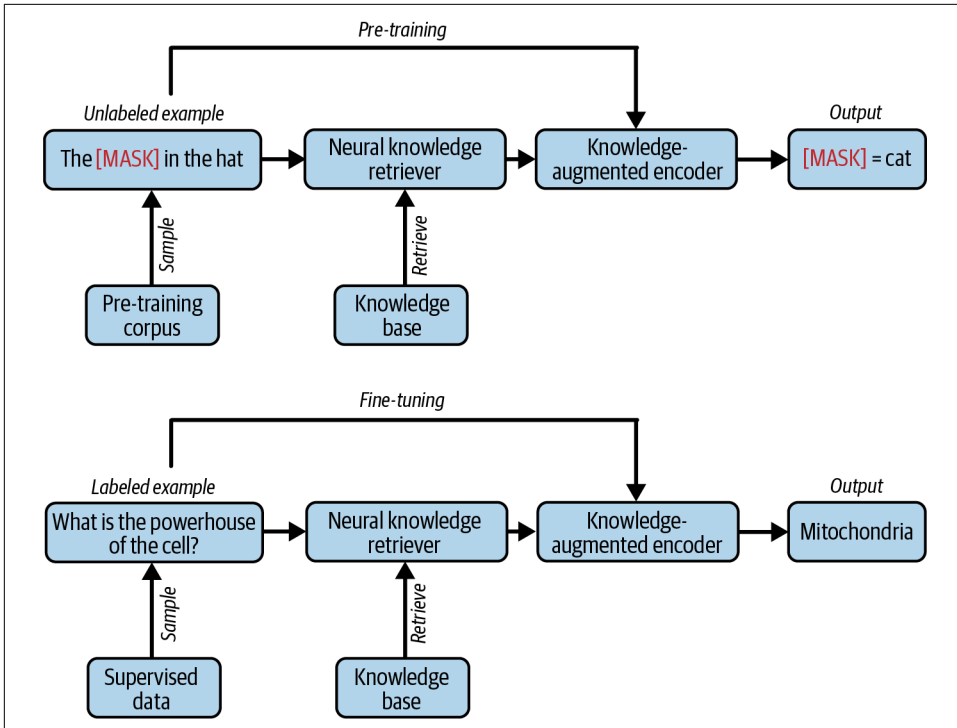 Pre-training
Unlabeled example
Output
The [MASK] in the hat
Neural knowledge
retriever
Knowledge-
augmented encoder
[MASK] = cat
Sample
Retrieve
Pre-training
corpus
Knowledge
base
Fine-tuning
Labeled example
Output
What is the powerhouse
of the cell?
Neural knowledge
retriever
Knowledge-
augmented encoder
Mitochondria
Sample
Retrieve
Supervised
data
Knowledge
base